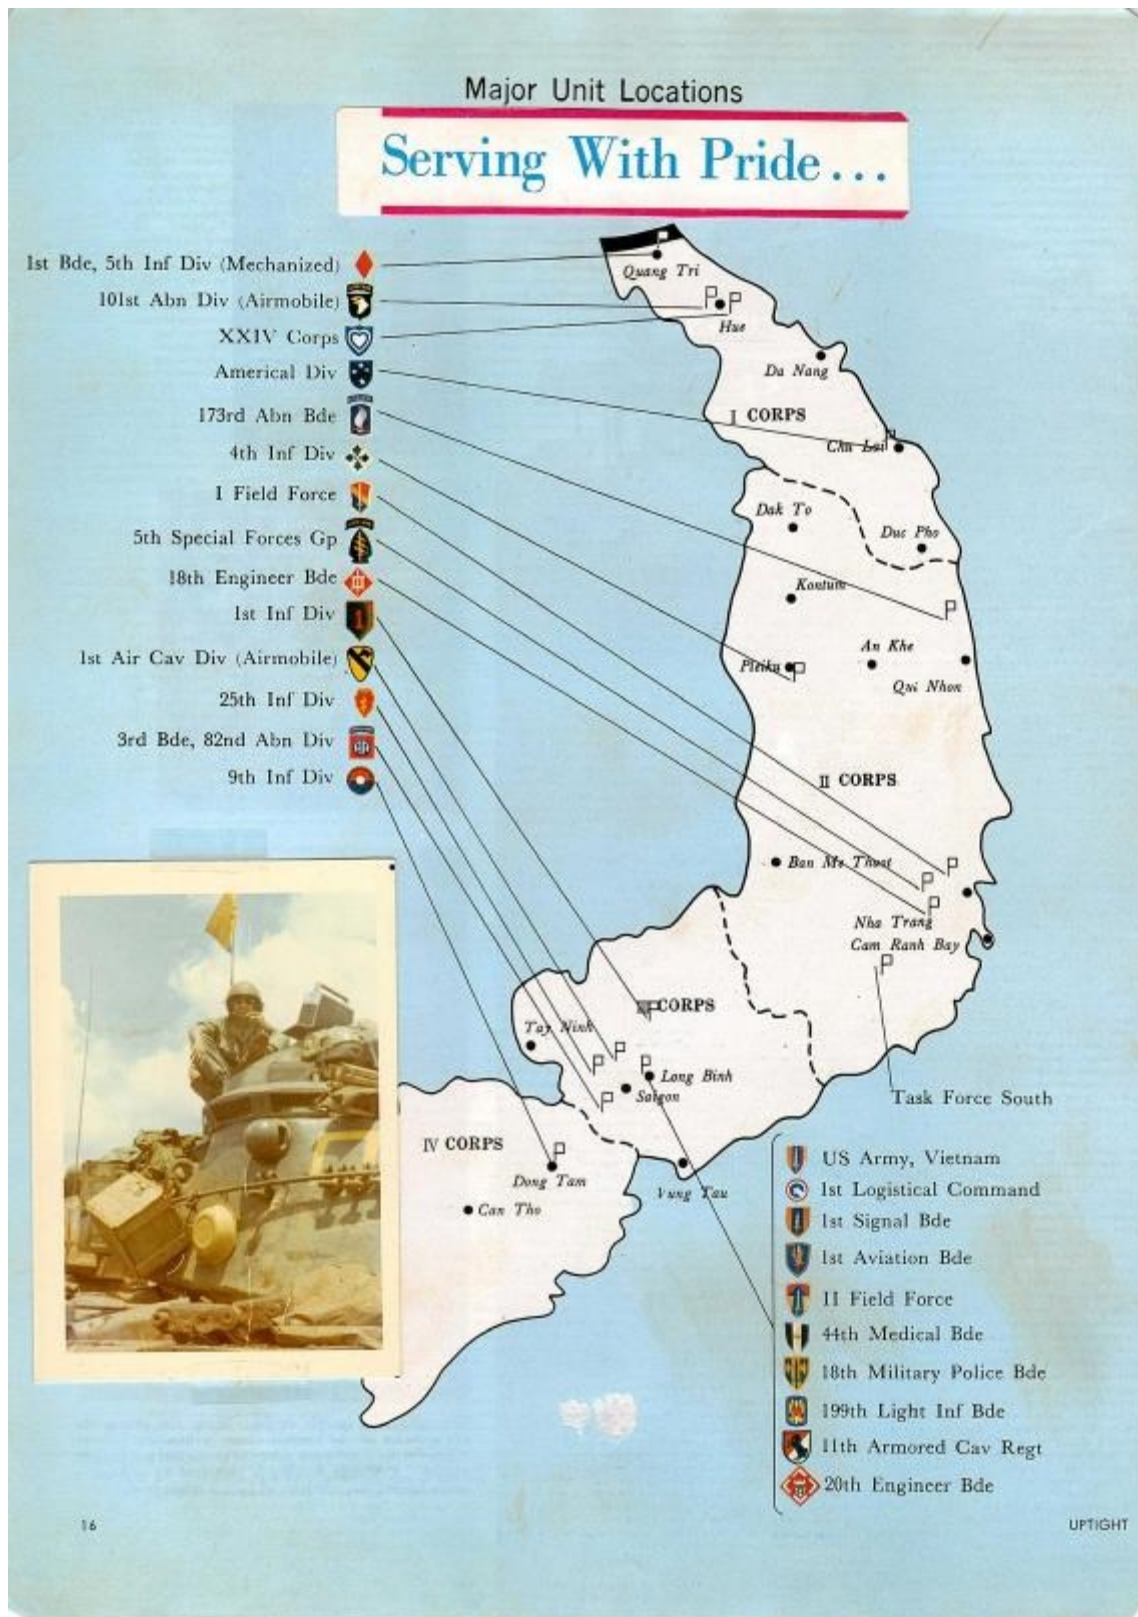 Major Unit Locations
Serving With Pride...
1st Bde, 5th Inf Div (Mechanized)
101st Abn Div (Airmobile)
XXIV Corps
Americal Div
173rd Abn Bde
4th Inf Div
I Field Force
5th Special Forces Gp
18th Engineer Bde
1st Inf Div
1st Air Cav Div (Airmobile)
25th Inf Div
3rd Bde, 82nd Abn Div
9th Inf Div
Quang Tri
Hue
Da Nang
I CORPS
Chu Lai
Dak To
Duc Pho
Kontum
An Khe
Pleiku
Qui Nhon
II CORPS
Ban Me Thuot
Nha Trang
Cam Ranh Bay
CORPS
Tay Ninh
Long Binh
Saigon
Task Force South
IV CORPS
Dong Tam
Vung Tau
Can Tho
US Army, Vietnam
1st Logistical Command
1st Signal Bde
1st Aviation Bde
II Field Force
44th Medical Bde
18th Military Police Bde
199th Light Inf Bde
11th Armored Cav Regt
20th Engineer Bde
16
UPTIGHT